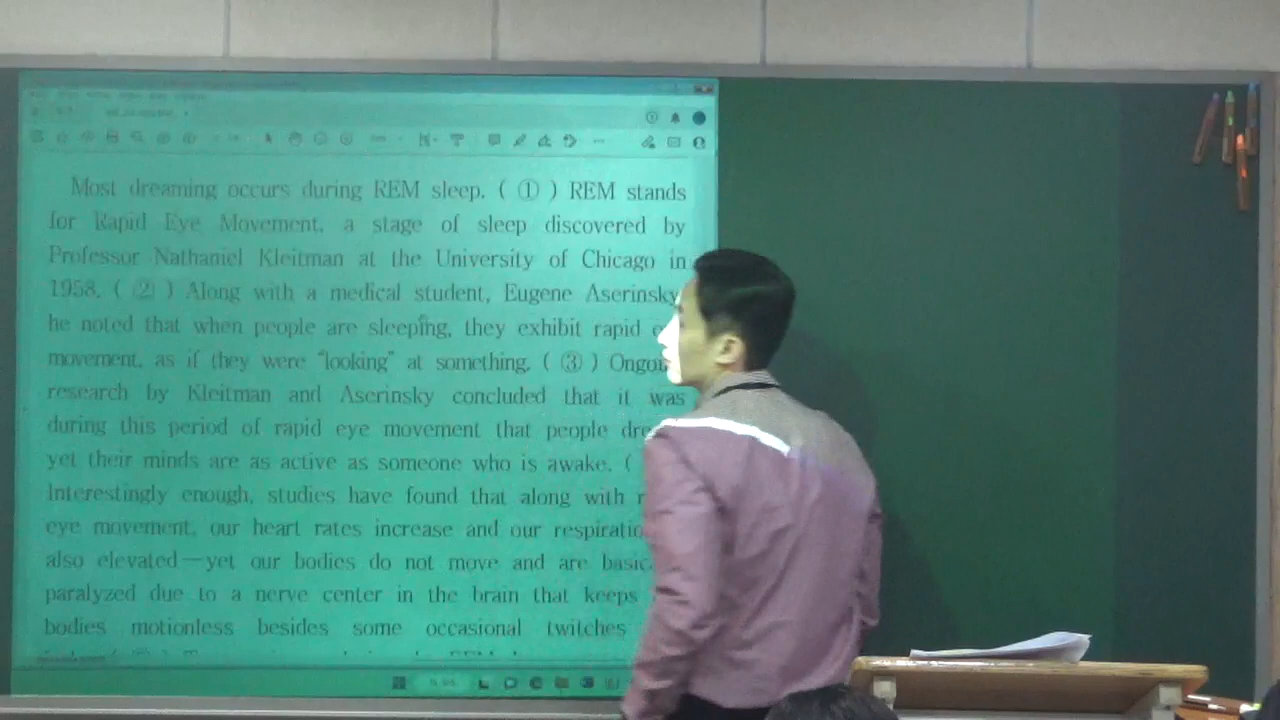 Most dreaming occurs during REM sleep. ( ① ) REM stands
for Rapid Eye Movement, a stage of sleep discovered by
Professor Nathaniel Kleitman at the University of Chicago in
1958. ( ② ) Along with a medical student, Eugene Aserinsky
he noted that when people are sleeping, they exhibit rapid
movement, as if they were “looking” at something. ( ③ )
research by Kleitman and Aserinsky concluded that it was
during this period of rapid eye movement that people
yet their minds are as active as someone who is awake. (
Interestingly enough, studies have found that along with
eye movement, our heart rates increase and our
also elevated—yet our bodies do not move and are
paralyzed due to a nerve center in the brain that keeps
bodies motionless besides some occasional twitches